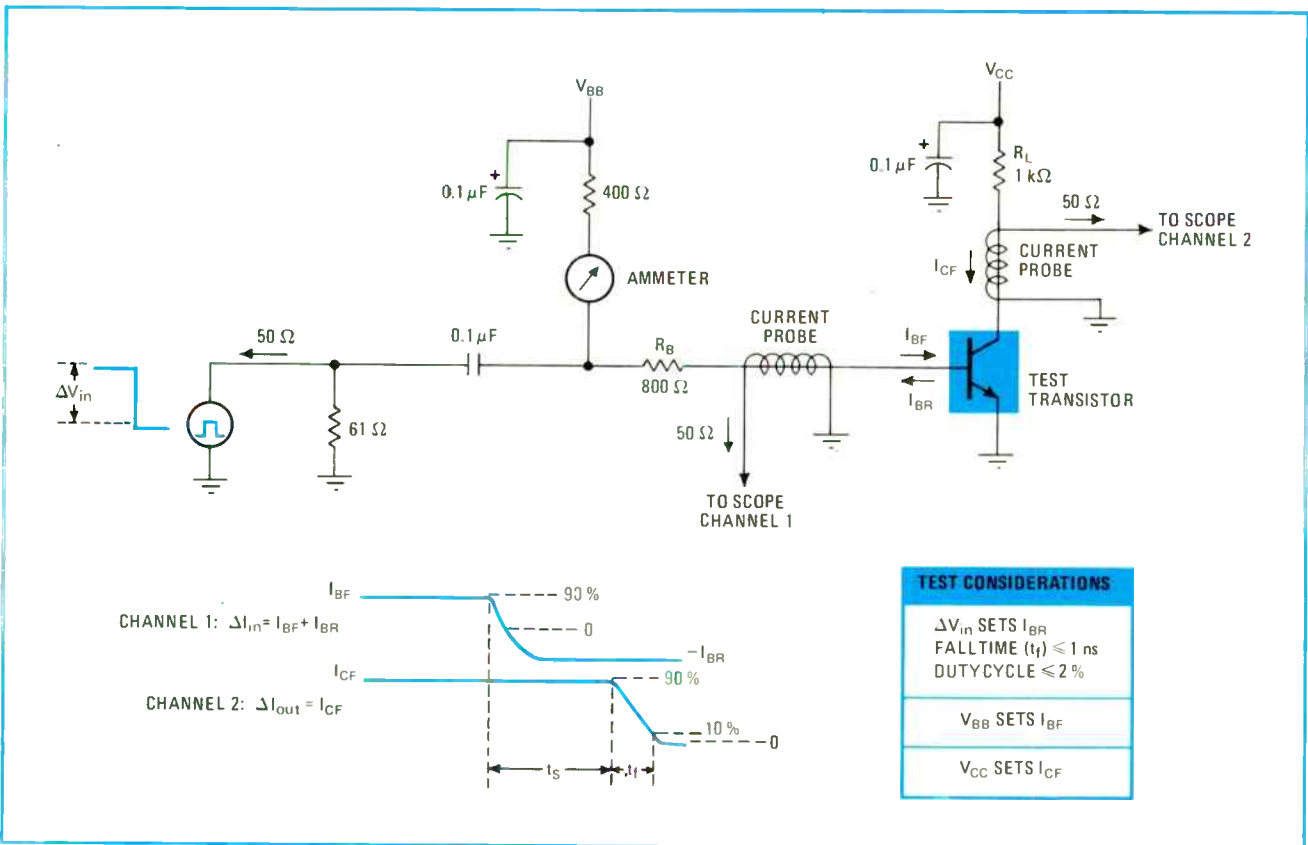 V_CC
V_BB
+
0.1 μF
400 Ω
+
0.1 μF
R_L
1 kΩ
50 Ω
TO SCOPE
CHANNEL 2
CURRENT
PROBE
I_CF
AMMETER
50 Ω
0.1 μF
CURRENT
PROBE
R_B
800 Ω
I_BF
I_BR
TEST
TRANSISTOR
ΔV_in
61 Ω
50 Ω
TO SCOPE
CHANNEL 1
I_BF
90 %
CHANNEL 1: ΔI_in = I_BF + I_BR
0
-I_BR
I_CF
90 %
CHANNEL 2: ΔI_out = I_CF
10 %
0
t_S
t_f
TEST CONSIDERATIONS
ΔV_in SETS I_BR
FALLTIME (t_f) ⩽ 1 ns
DUTY CYCLE ⩽ 2 %
V_BB SETS I_BF
V_CC SETS I_CF